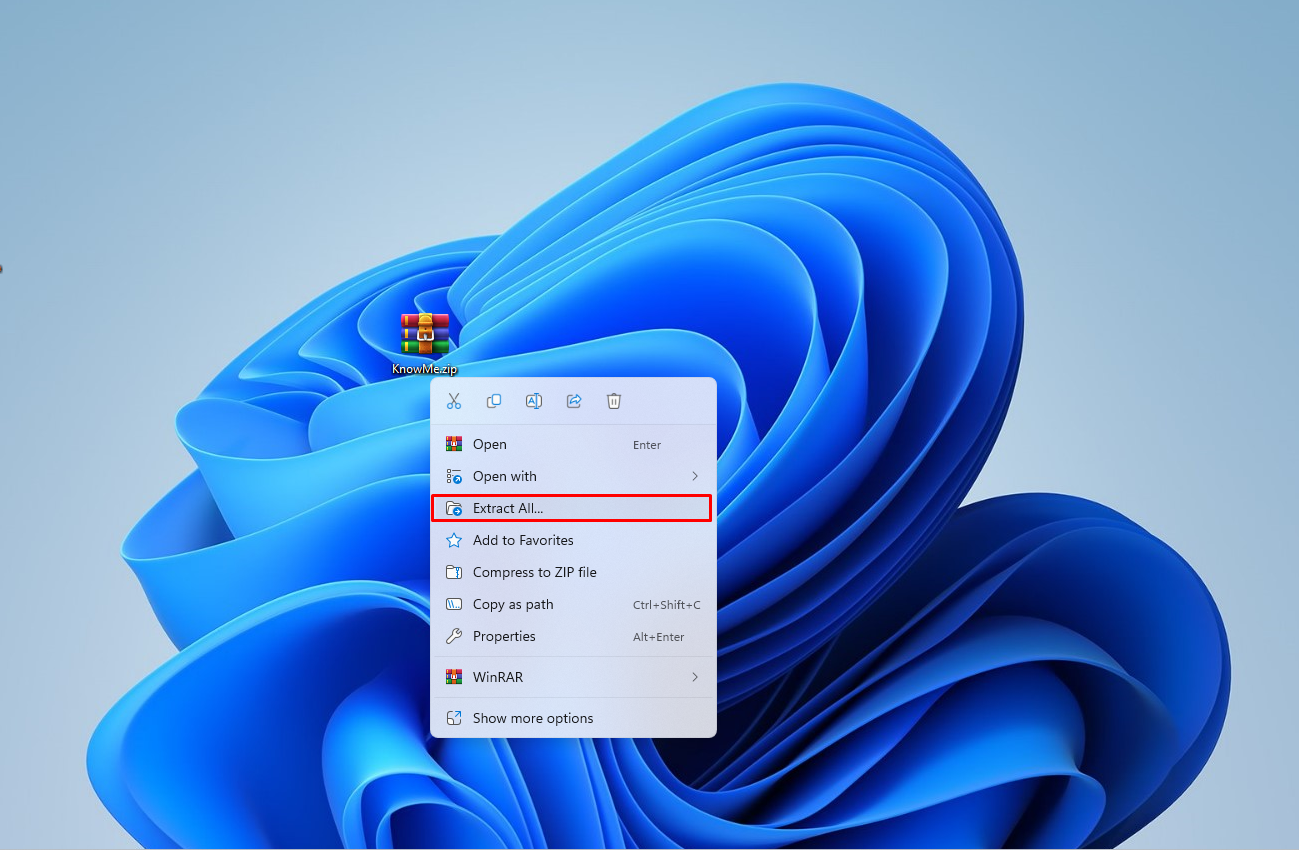 KnowMe.zip
Open Enter
Open with
Extract All...
Add to Favorites
Compress to ZIP file
Copy as path Ctrl+Shift+C
Properties Alt+Enter
WinRAR
Show more options